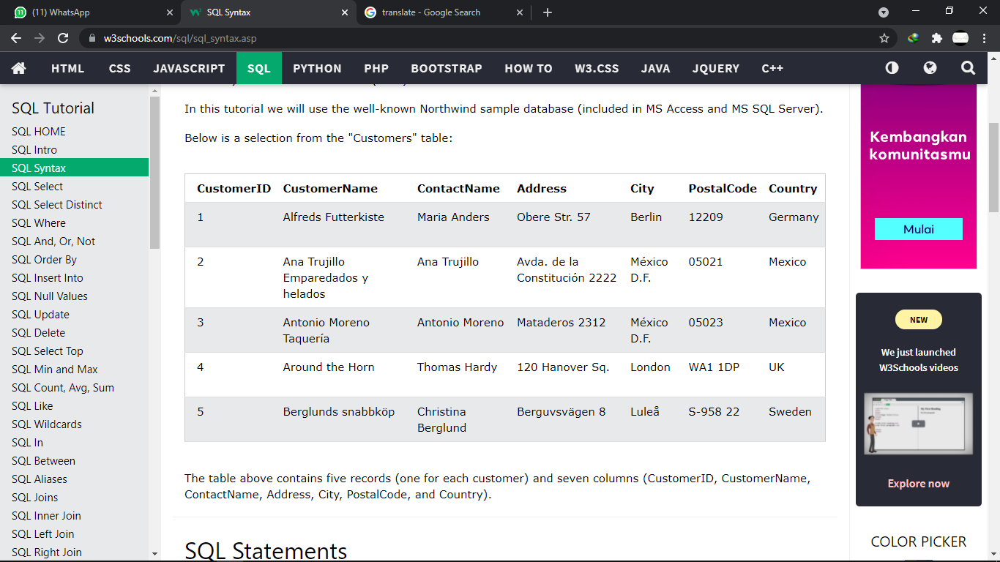 (11) WhatsApp
SQL Syntax
translate - Google Search
w3schools.com/sql/sql_syntax.asp
HTML CSS JAVASCRIPT SQL PYTHON PHP BOOTSTRAP HOW TO W3.CSS JAVA JQUERY C++
SQL Tutorial
SQL HOME
SQL Intro
SQL Syntax
SQL Select
SQL Select Distinct
SQL Where
SQL And, Or, Not
SQL Order By
SQL Insert Into
SQL Null Values
SQL Update
SQL Delete
SQL Select Top
SQL Min and Max
SQL Count, Avg, Sum
SQL Like
SQL Wildcards
SQL In
SQL Between
SQL Aliases
SQL Joins
SQL Inner Join
SQL Left Join
SQL Right Join
In this tutorial we will use the well-known Northwind sample database (included in MS Access and MS SQL Server).
Below is a selection from the "Customers" table:
CustomerID CustomerName ContactName Address City PostalCode Country
1 Alfreds Futterkiste Maria Anders Obere Str. 57 Berlin 12209 Germany
2 Ana Trujillo Ana Trujillo Avda. de la México 05021 Mexico
Emparedados y Constitución 2222 D.F.
helados
3 Antonio Moreno Antonio Moreno Mataderos 2312 México 05023 Mexico
Taquería D.F.
4 Around the Horn Thomas Hardy 120 Hanover Sq. London WA1 1DP UK
5 Berglunds snabbköp Christina Berguvsvägen 8 Luleå S-958 22 Sweden
Berglund
The table above contains five records (one for each customer) and seven columns (CustomerID, CustomerName,
ContactName, Address, City, PostalCode, and Country).
SQL Statements
Kembangkan
komunitasmu
Mulai
NEW
We just launched
W3Schools videos
Explore now
COLOR PICKER